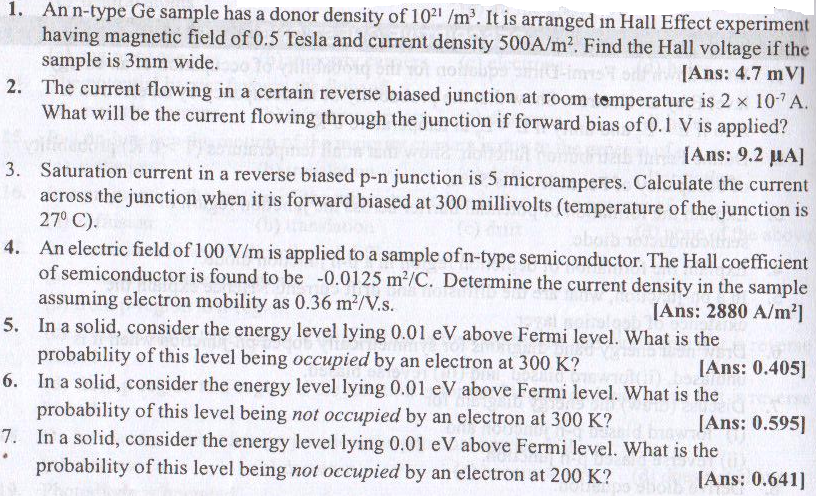 1. An n-type Ge sample has a donor density of 10²¹ /m³. It is arranged in Hall Effect experiment
having magnetic field of 0.5 Tesla and current density 500A/m². Find the Hall voltage if the
sample is 3mm wide. [Ans: 4.7 mV]
2. The current flowing in a certain reverse biased junction at room temperature is 2 × 10⁻⁷ A.
What will be the current flowing through the junction if forward bias of 0.1 V is applied?
[Ans: 9.2 μA]
3. Saturation current in a reverse biased p-n junction is 5 microamperes. Calculate the current
across the junction when it is forward biased at 300 millivolts (temperature of the junction is
27⁰ C).
4. An electric field of 100 V/m is applied to a sample of n-type semiconductor. The Hall coefficient
of semiconductor is found to be –0.0125 m²/C. Determine the current density in the sample
assuming electron mobility as 0.36 m²/V.s. [Ans: 2880 A/m²]
5. In a solid, consider the energy level lying 0.01 eV above Fermi level. What is the
probability of this level being occupied by an electron at 300 K? [Ans: 0.405]
6. In a solid, consider the energy level lying 0.01 eV above Fermi level. What is the
probability of this level being not occupied by an electron at 300 K? [Ans: 0.595]
7. In a solid, consider the energy level lying 0.01 eV above Fermi level. What is the
probability of this level being not occupied by an electron at 200 K? [Ans: 0.641]